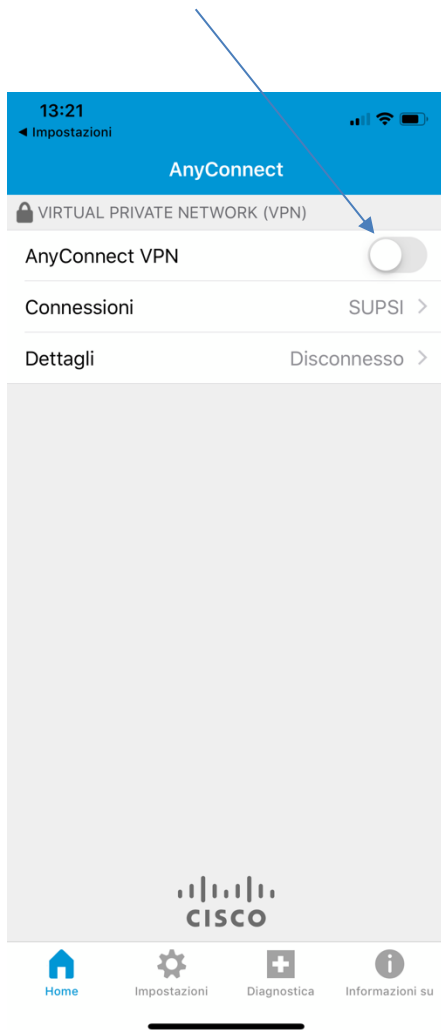 13:21
◀ Impostazioni
AnyConnect
VIRTUAL PRIVATE NETWORK (VPN)
AnyConnect VPN
Connessioni SUPSI >
Dettagli Disconnesso >
CISCO
Home Impostazioni Diagnostica Informazioni su